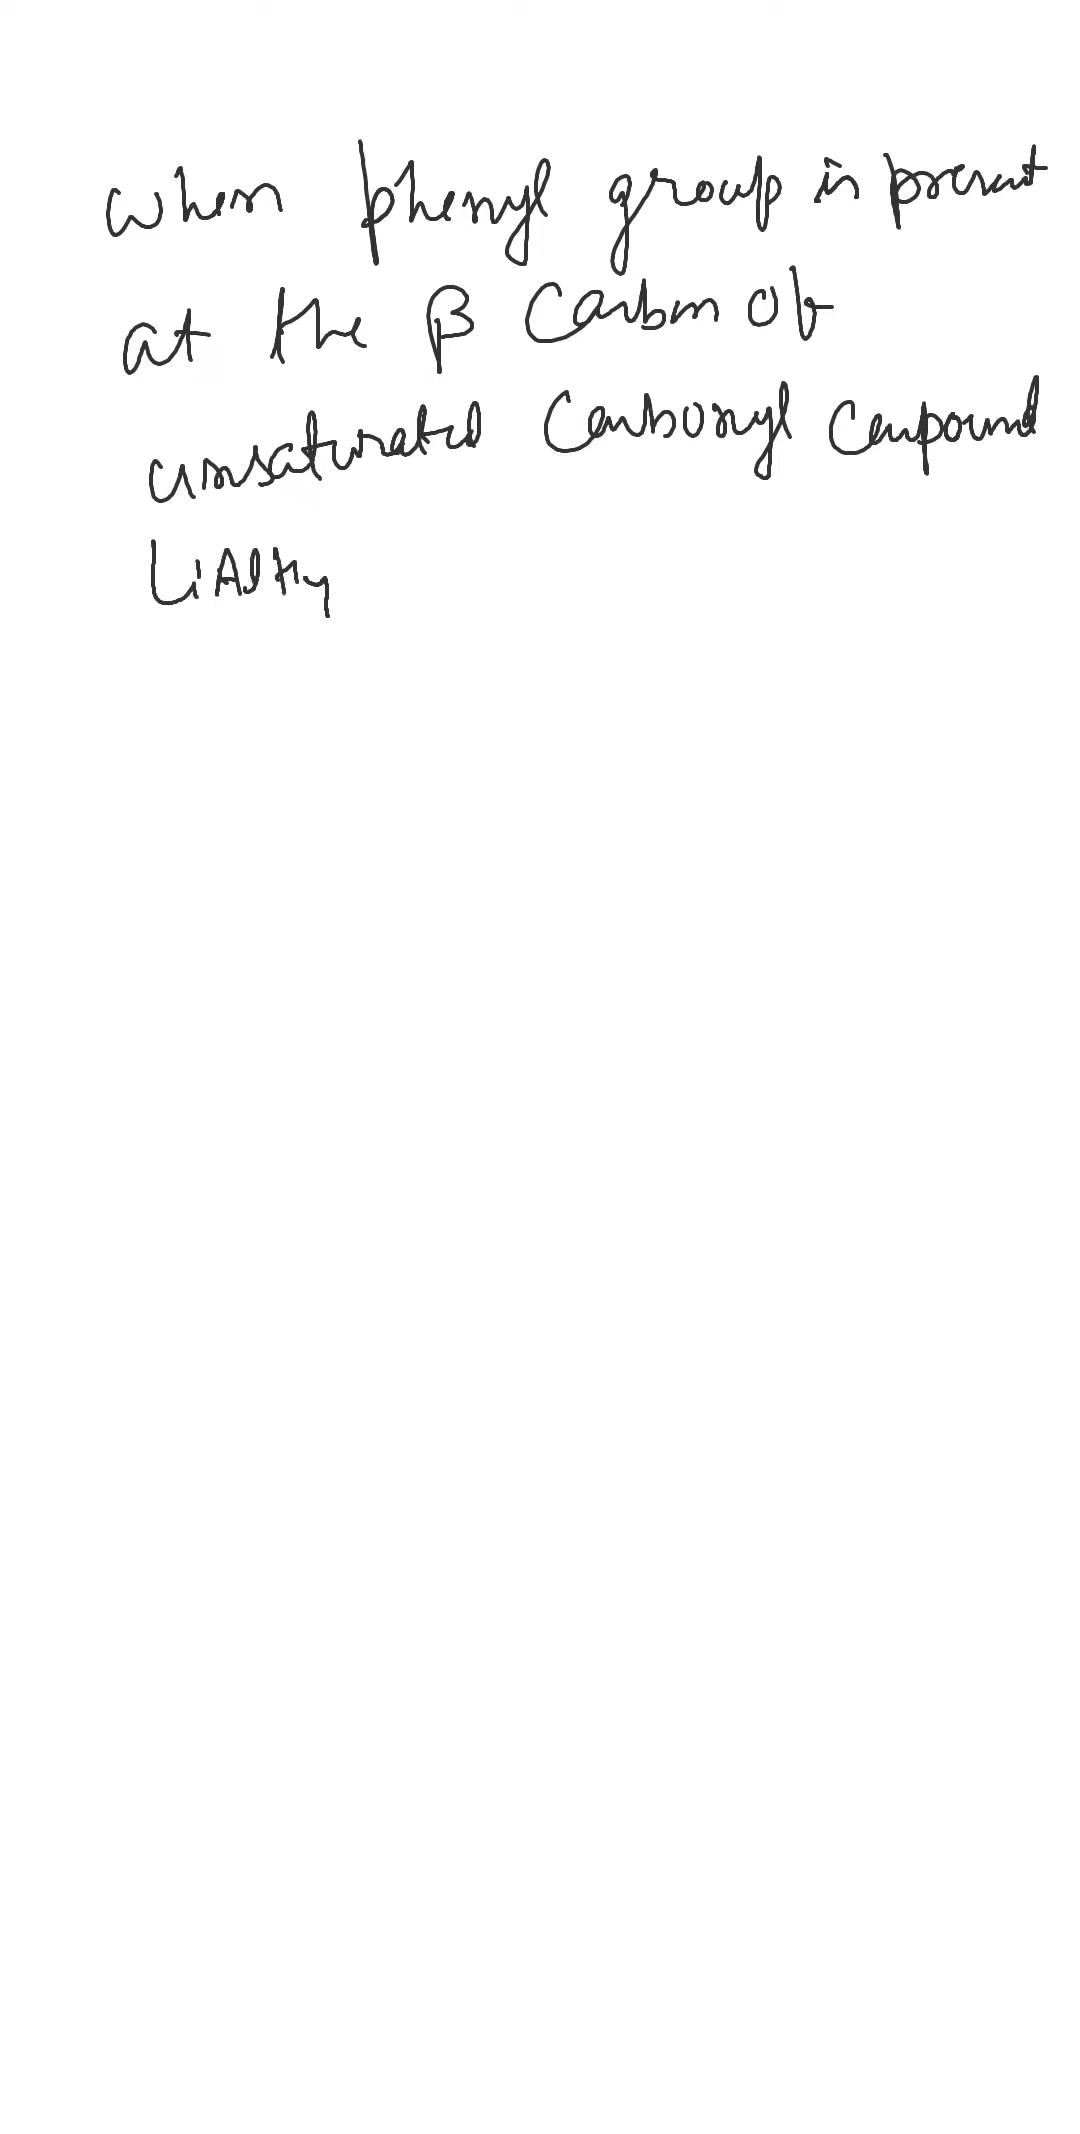 when phenyl group is present
at the β Carbon of
unsaturated Carbonyl Compound
LiAlH4